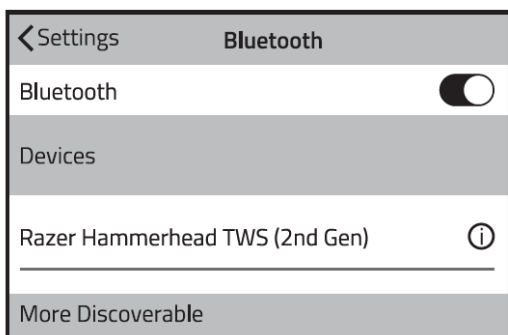 Settings Bluetooth
Bluetooth
Devices
Razer Hammerhead TWS (2nd Gen)
More Discoverable